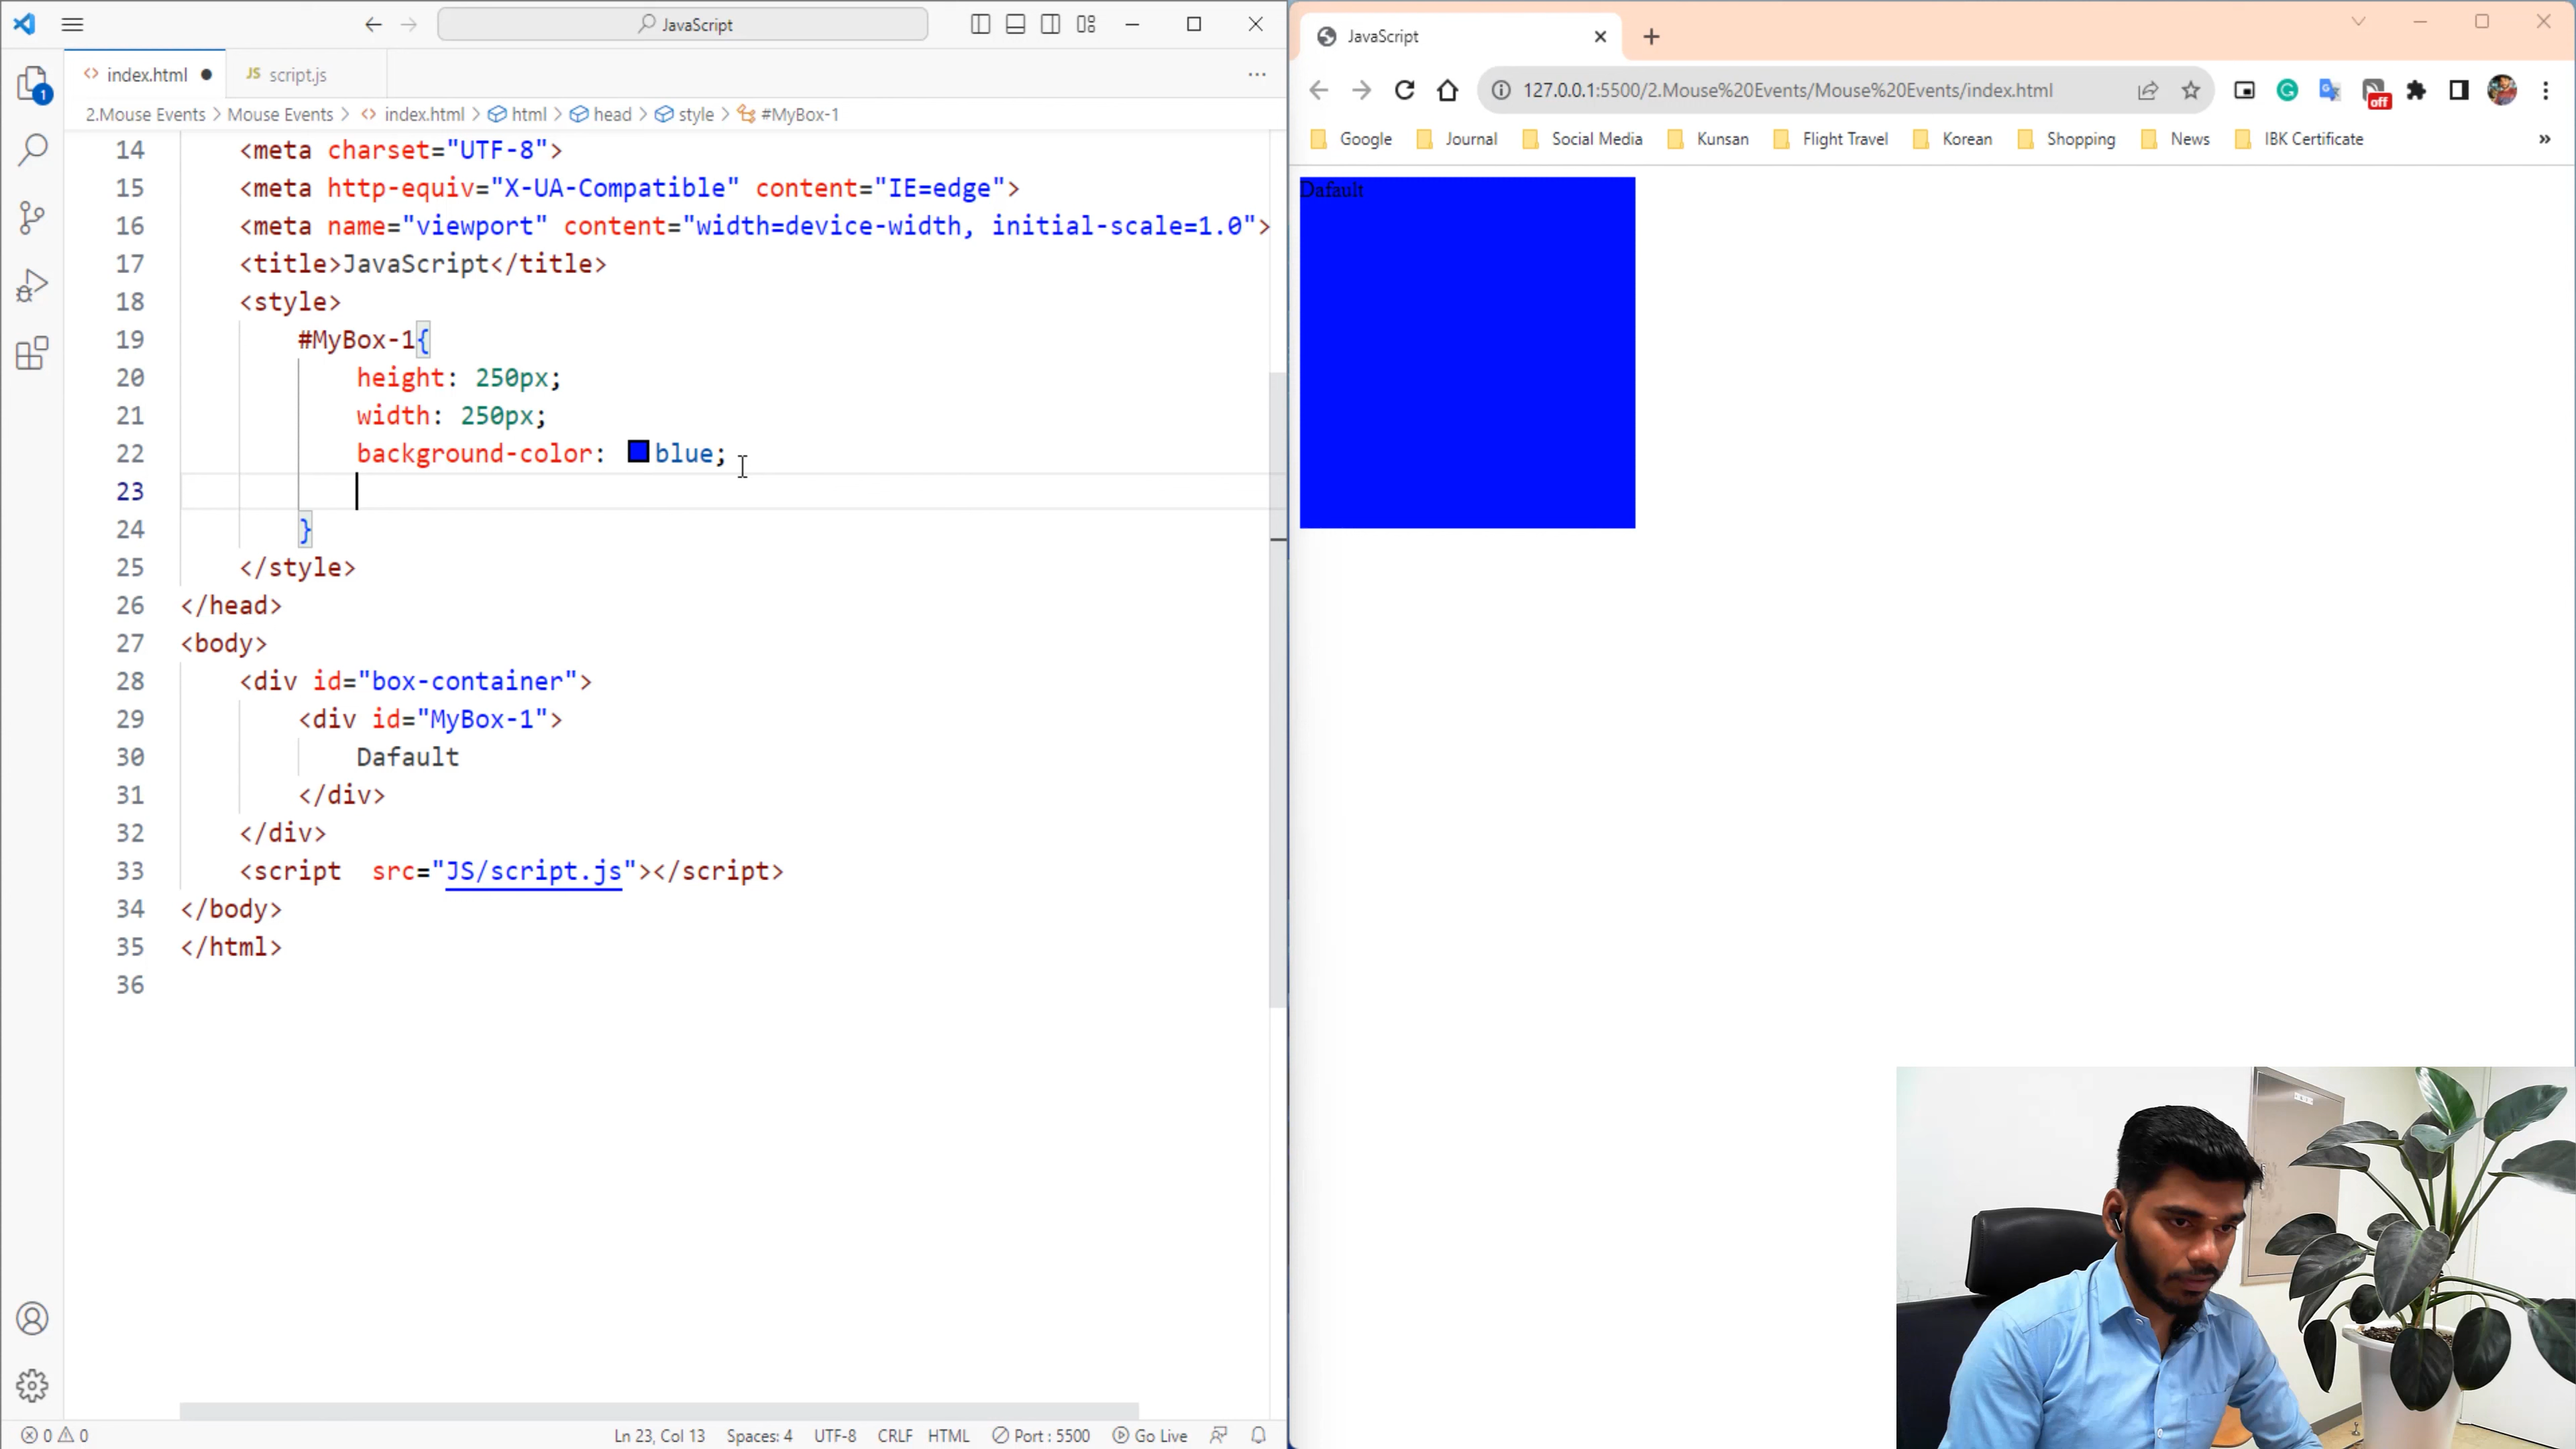 JavaScript
index.html
JS script.js
2.Mouse Events > Mouse Events > <> index.html > html > head > style > #MyBox-1
14 <meta charset="UTF-8">
15 <meta http-equiv="X-UA-Compatible" content="IE=edge">
16 <meta name="viewport" content="width=device-width, initial-scale=1.0">
17 <title>JavaScript</title>
18 <style>
19 #MyBox-1{
20 height: 250px;
21 width: 250px;
22 background-color: blue;
23
24 }
25 </style>
26 </head>
27 <body>
28 <div id="box-container">
29 <div id="MyBox-1">
30 Dafault
31 </div>
32 </div>
33 <script  src="JS/script.js"></script>
34 </body>
35 </html>
36
1
0 0
Ln 23, Col 13 Spaces: 4 UTF-8 CRLF HTML Port : 5500 Go Live
JavaScript
127.0.0.1:5500/2.Mouse%20Events/Mouse%20Events/index.html
off
Google Journal Social Media Kunsan Flight Travel Korean Shopping News IBK Certificate »
Dafault